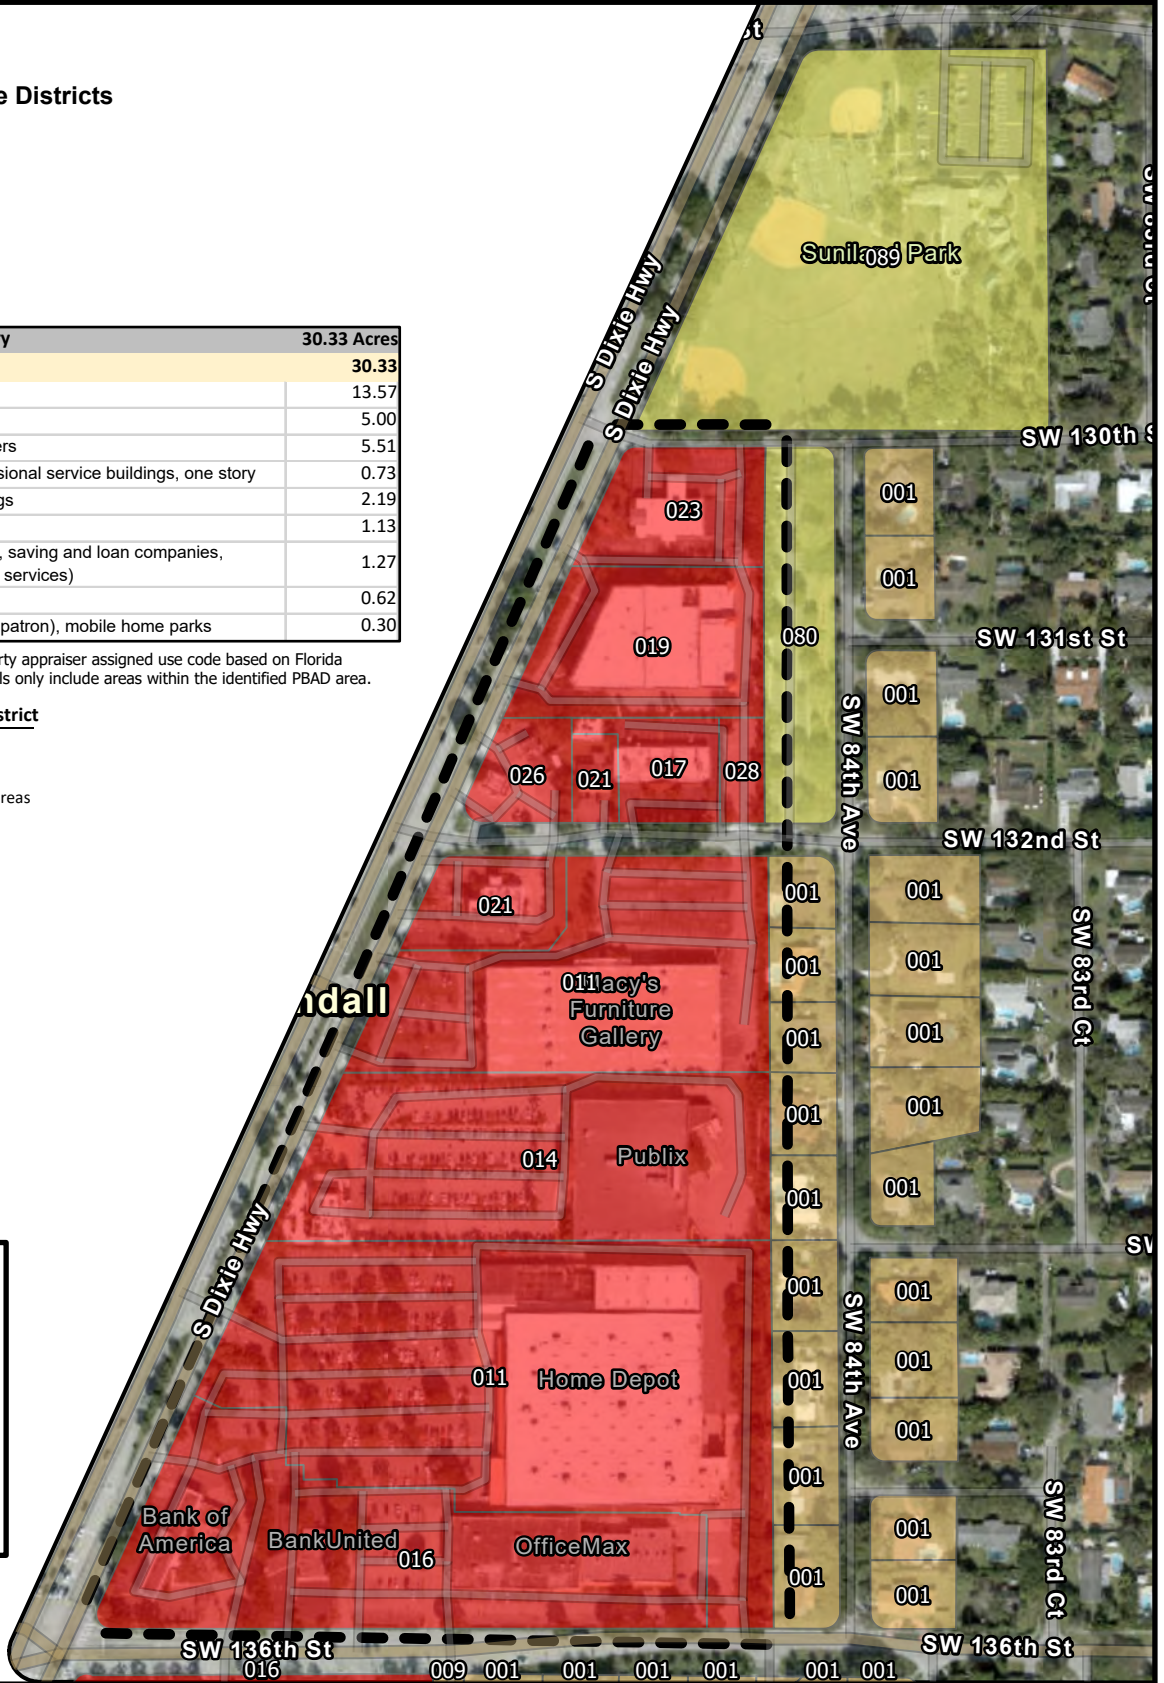 e Districts
y 30.33 Acres
30.33
13.57
5.00
ers 5.51
sional service buildings, one story 0.73
gs 2.19
1.13
, saving and loan companies,
services) 1.27
0.62
patron), mobile home parks 0.30
rty appraiser assigned use code based on Florida
ls only include areas within the identified PBAD area.
strict
reas
St
Park
089
S Dixie Hwy
S Dixie Hwy
SW 130th S
023
001
001
019
080
SW 131st St
001
026
021
017
028
001
SW 84th Ave
SW 132nd St
021
001
001
001
001
SW 83rd Ct
011
Macy's
Furniture
Gallery
ndall
001
001
001
001
014
Publix
001
001
S Dixie Hwy
SW
001
001
011
Home Depot
001
001
SW 84th Ave
001
001
Bank of
America
BankUnited
016
OfficeMax
001
001
001
SW 83rd Ct
SW 136th St
SW 136th St
016
009
001
001
001
001
001
001